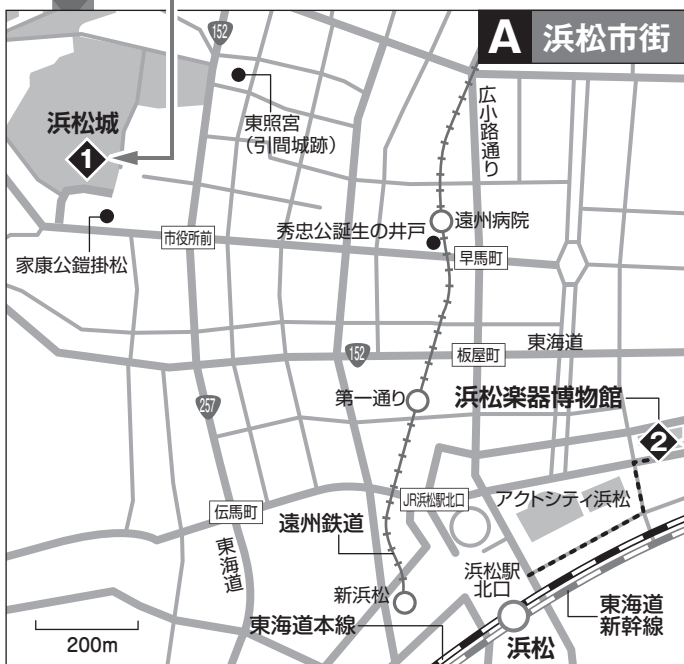 A 浜松市街
152
浜松城
1
東照宮
(引間城跡)
広小路通り
秀忠公誕生の井戸
遠州病院
家康公鎧掛松
市役所前
早馬町
152
板屋町
東海道
257
第一通り
浜松楽器博物館
2
伝馬町
JR浜松駅北口
アクトシティ浜松
遠州鉄道
東海道
新浜松
浜松駅
北口
東海道
新幹線
東海道本線
浜松
200m